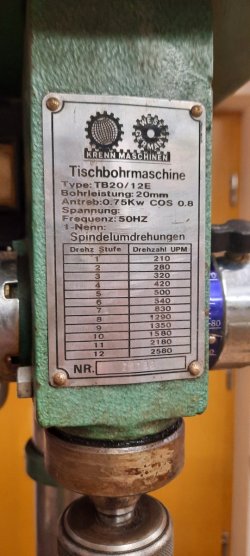 KRENN MASCHINEN
Tischbohrmaschine
Type: TB20/12E
Bohrleistung: 20mm
Antreb: 0.75Kw COS 0.8
Spannung:
Frequenz: 50HZ
1-Nenn:
Spindelumdrehungen
Drehz Stufe Drehzahl UPM
1 210
2 280
3 320
4 420
5 500
6 540
7 830
8 1290
9 1350
10 1580
11 2180
12 2580
NR.